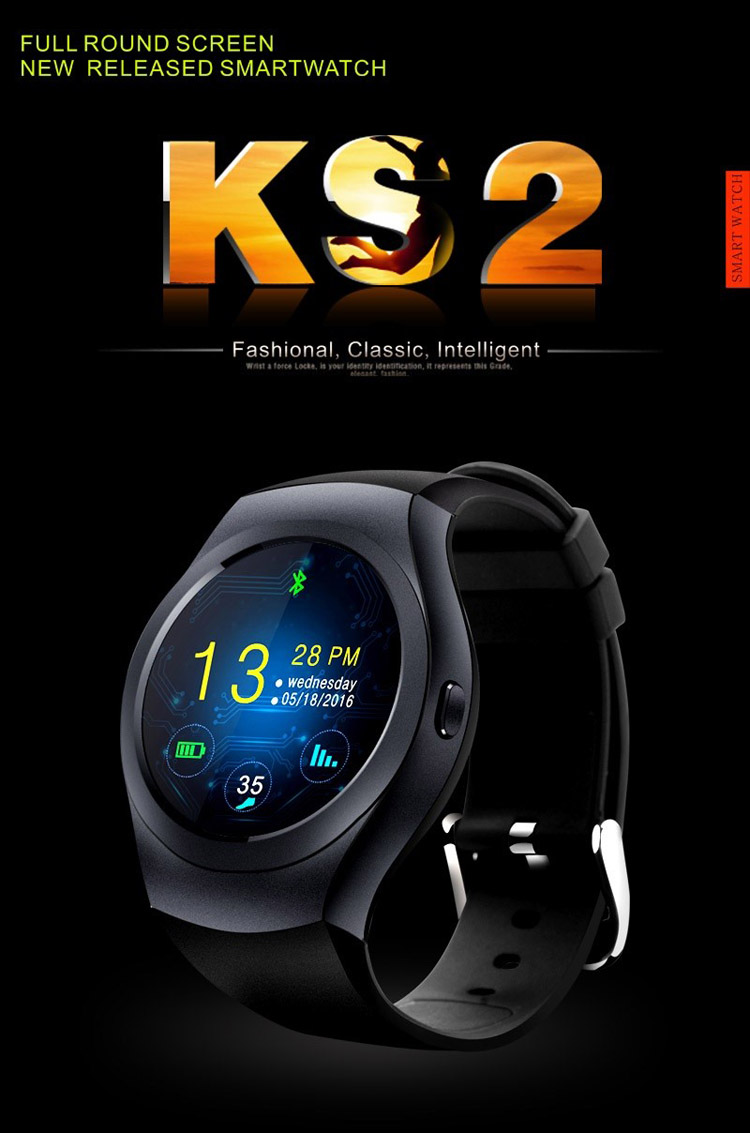 FULL ROUND SCREEN
NEW RELEASED SMARTWATCH
KS2
SMART WATCH
Fashional, Classic, Intelligent
Wrist a force Locke, is your identity identification, it represents this Grade,
elegant, fashion.
13 28 PM
wednesday
05/18/2016
35